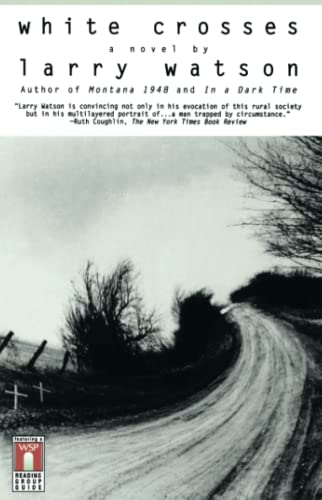 white crosses
a novel by
larry watson
Author of Montana 1948 and In a Dark Time
"Larry Watson is convincing not only in his evocation of this rural society
but in his multilayered portrait of...a man trapped by circumstance."
—Ruth Coughlin, The New York Times Book Review
featuring a
WSP
READING
GROUP
GUIDE